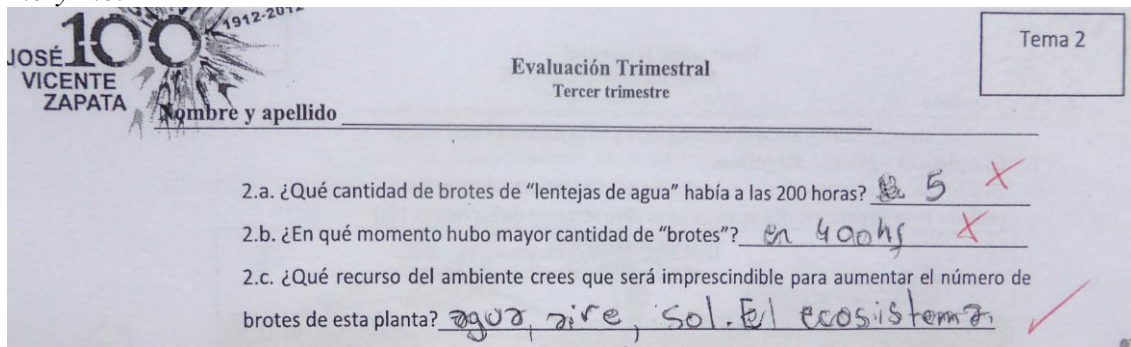 1912-2012
JOSÉ 100
VICENTE
ZAPATA
Tema 2
Evaluación Trimestral
Tercer trimestre
Nombre y apellido
2.a. ¿Qué cantidad de brotes de "lentejas de agua" había a las 200 horas? 5
2.b. ¿En qué momento hubo mayor cantidad de "brotes"? en 400hs
2.c. ¿Qué recurso del ambiente crees que será imprescindible para aumentar el número de
brotes de esta planta? agua, aire, sol. El ecosistema.